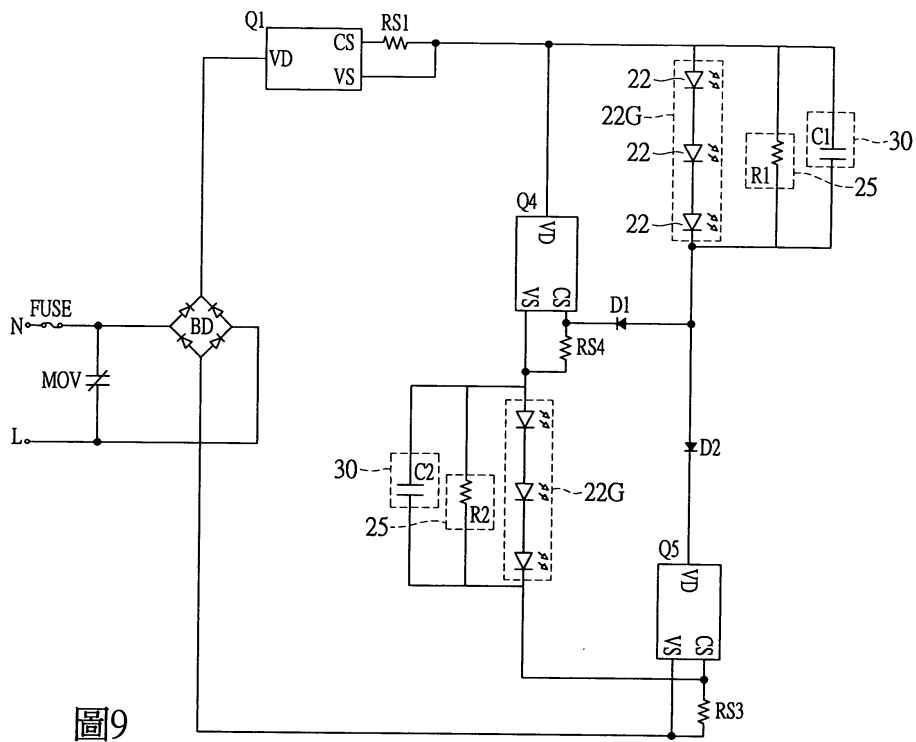 Q1
RS1
CS
VD
VS
22
22G
22
22
C1
30
R1
25
Q4
VD
VS
CS
D1
RS4
FUSE
N
BD
MOV
L
D2
30
C2
R2
25
22G
Q5
VD
VS
CS
RS3
圖9